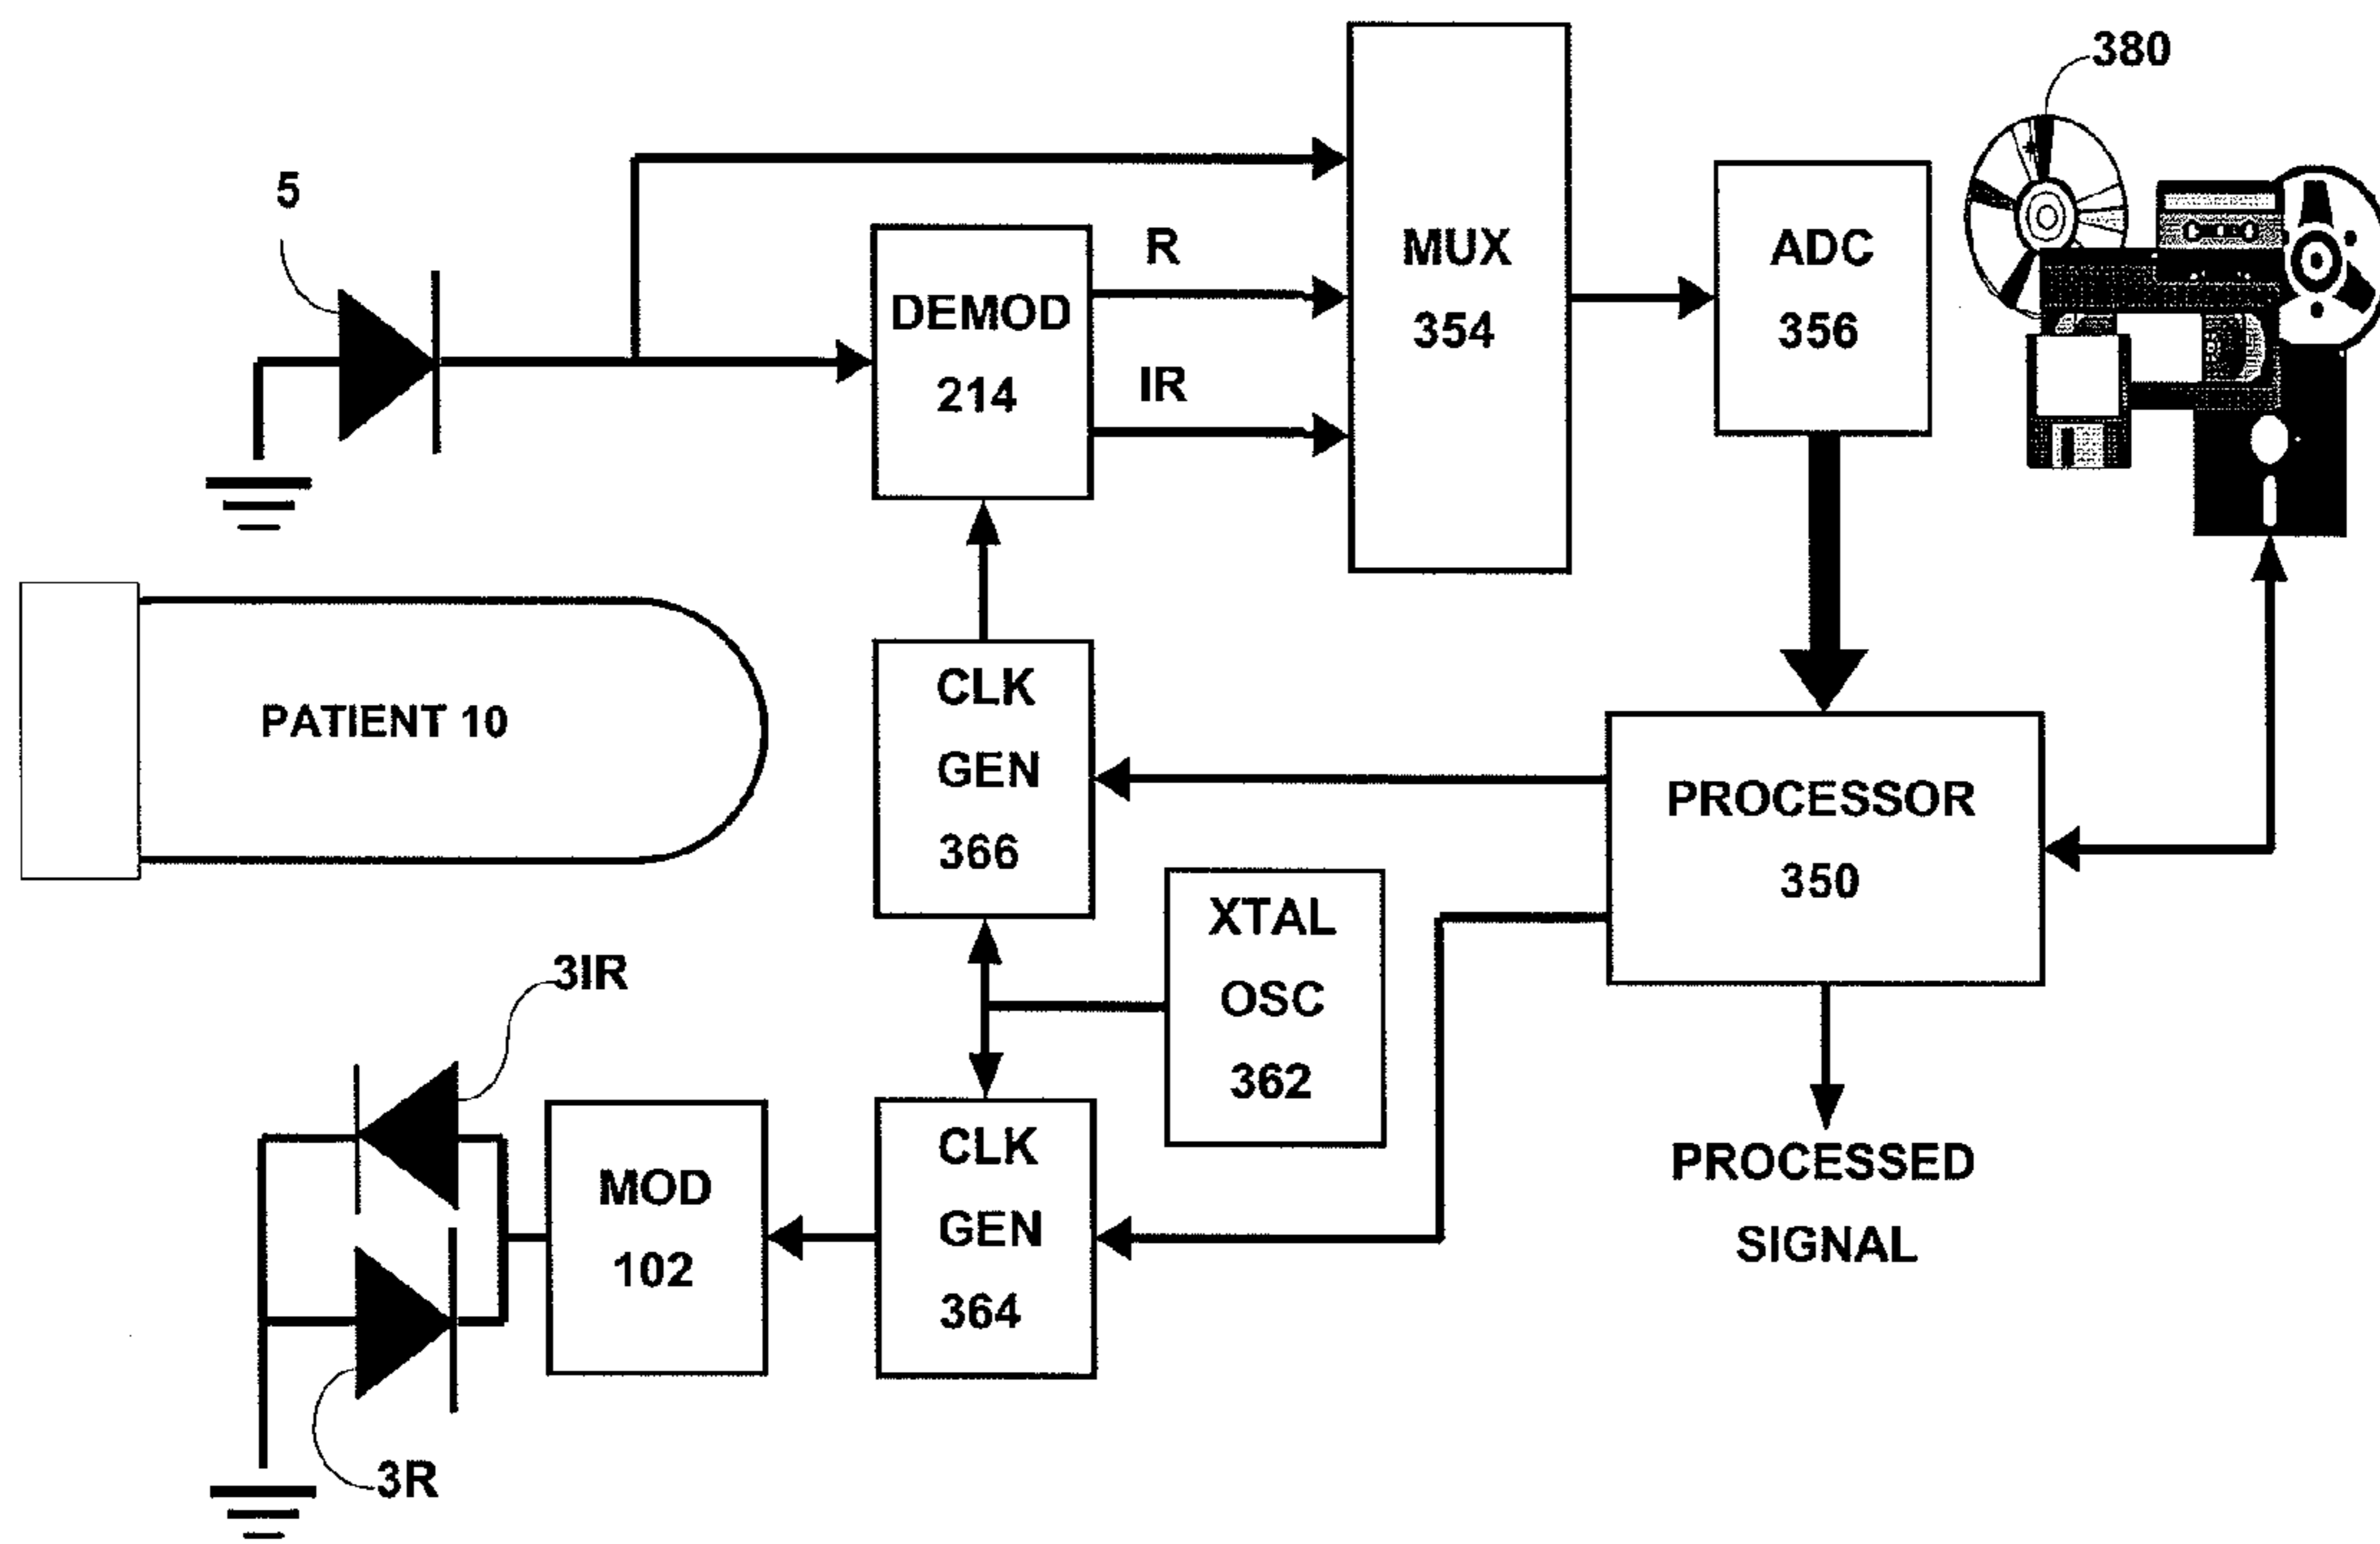 380
5
MUX
354
ADC
356
R
DEMOD
214
IR
PATIENT 10
CLK
GEN
366
PROCESSOR
350
XTAL
OSC
362
3IR
MOD
102
CLK
GEN
364
PROCESSED
SIGNAL
3R